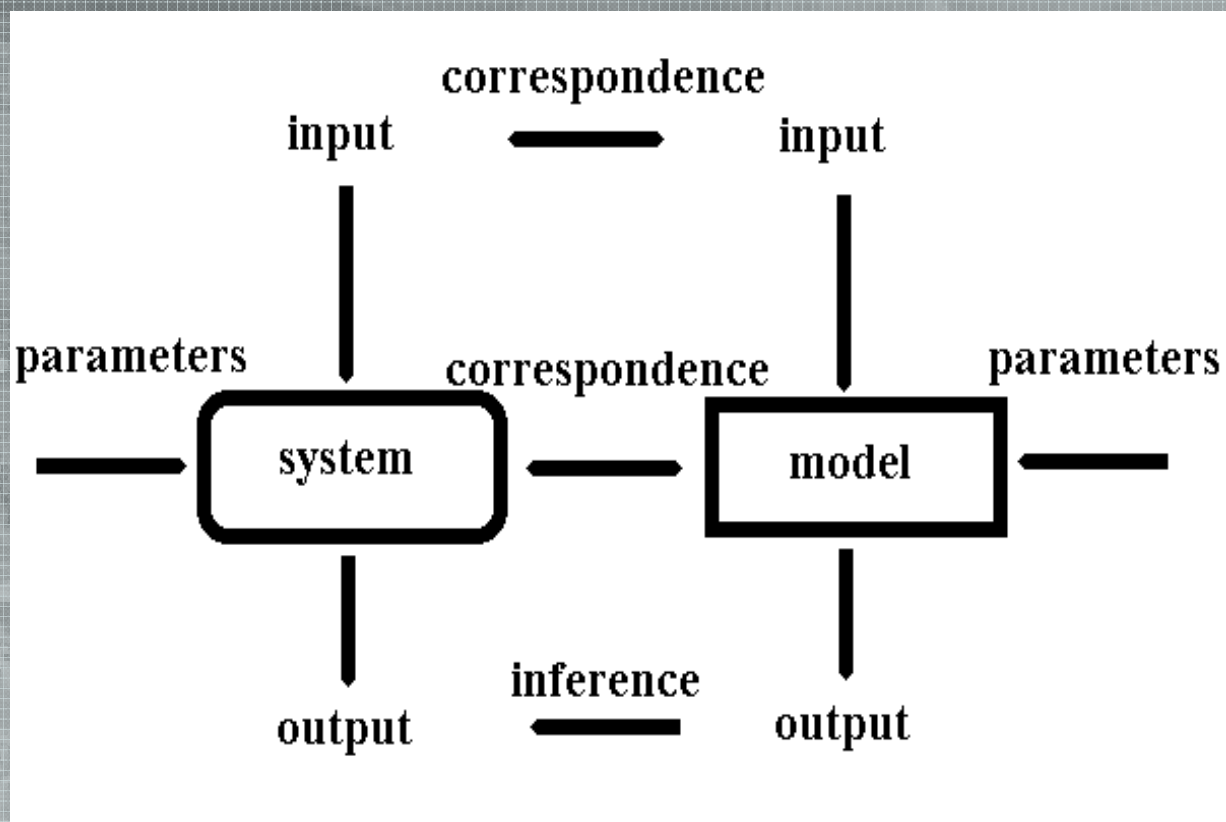 correspondence
input
input
parameters
correspondence
parameters
system
model
inference
output
output